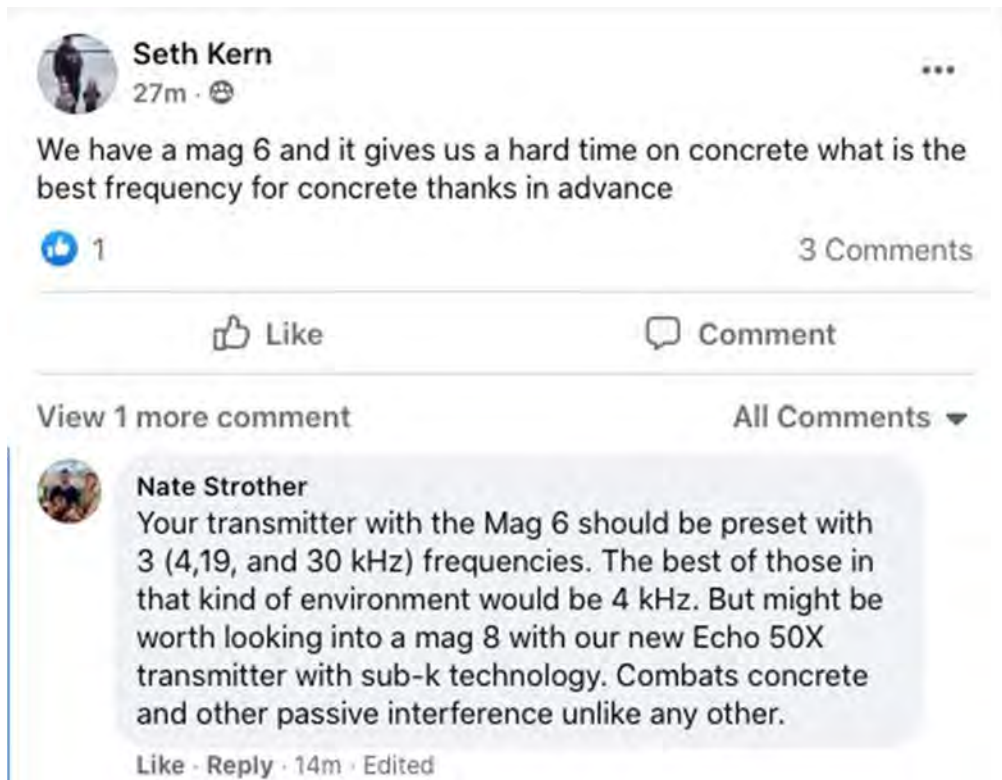 Seth Kern
27m ·
...
We have a mag 6 and it gives us a hard time on concrete what is the
best frequency for concrete thanks in advance
1
3 Comments
Like
Comment
View 1 more comment
All Comments
Nate Strother
Your transmitter with the Mag 6 should be preset with
3 (4,19, and 30 kHz) frequencies. The best of those in
that kind of environment would be 4 kHz. But might be
worth looking into a mag 8 with our new Echo 50X
transmitter with sub-k technology. Combats concrete
and other passive interference unlike any other.
Like · Reply · 14m · Edited